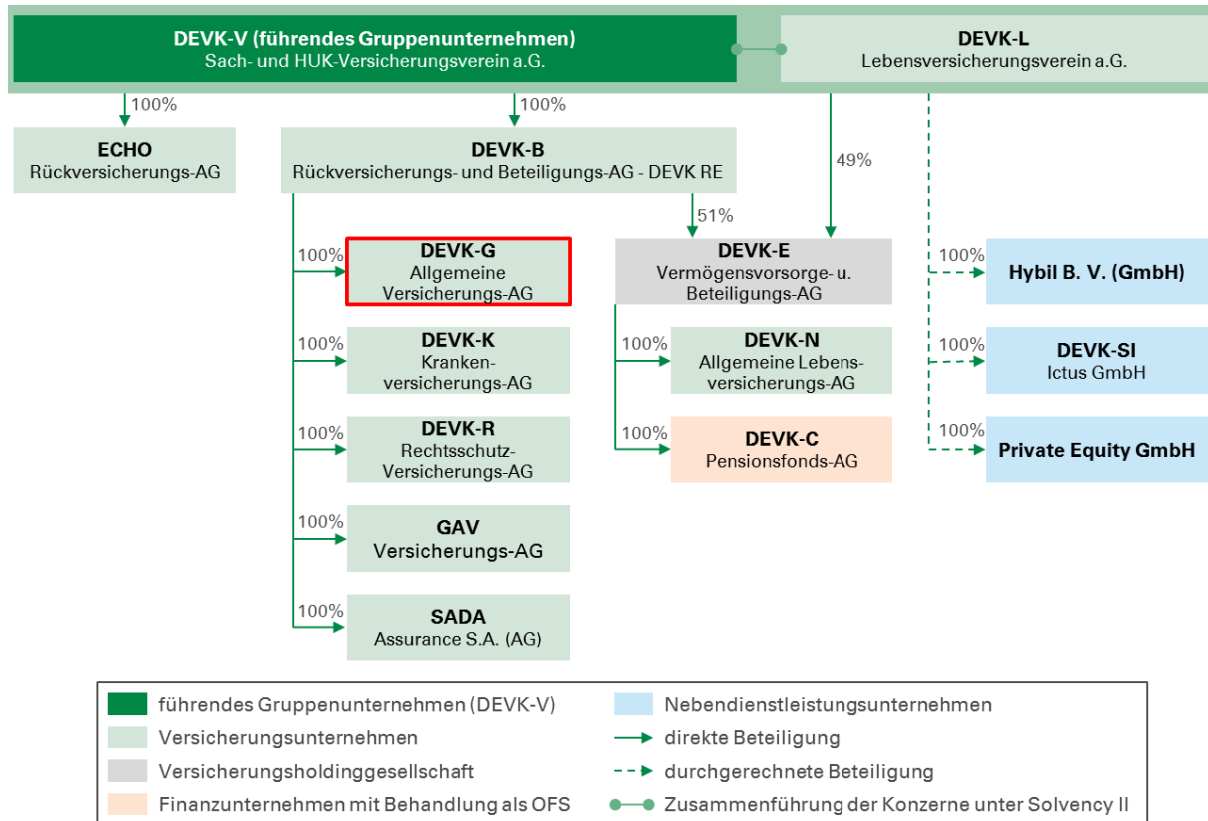 DEVK-V (führendes Gruppenunternehmen)
Sach- und HUK-Versicherungsverein a.G.
DEVK-L
Lebensversicherungsverein a.G.
100%
100%
49%
ECHO
Rückversicherungs-AG
DEVK-B
Rückversicherungs- und Beteiligungs-AG - DEVK RE
51%
100%
DEVK-G
Allgemeine
Versicherungs-AG
DEVK-E
Vermögensvorsorge- u.
Beteiligungs-AG
100%
Hybil B. V. (GmbH)
100%
DEVK-K
Kranken-
versicherungs-AG
100%
DEVK-N
Allgemeine Lebens-
versicherungs-AG
100%
DEVK-SI
Ictus GmbH
100%
DEVK-R
Rechtsschutz-
Versicherungs-AG
100%
DEVK-C
Pensionsfonds-AG
100%
Private Equity GmbH
100%
GAV
Versicherungs-AG
100%
SADA
Assurance S.A. (AG)
führendes Gruppenunternehmen (DEVK-V)
Versicherungsunternehmen
Versicherungsholdinggesellschaft
Finanzunternehmen mit Behandlung als OFS
Nebendienstleistungsunternehmen
direkte Beteiligung
durchgerechnete Beteiligung
Zusammenführung der Konzerne unter Solvency II